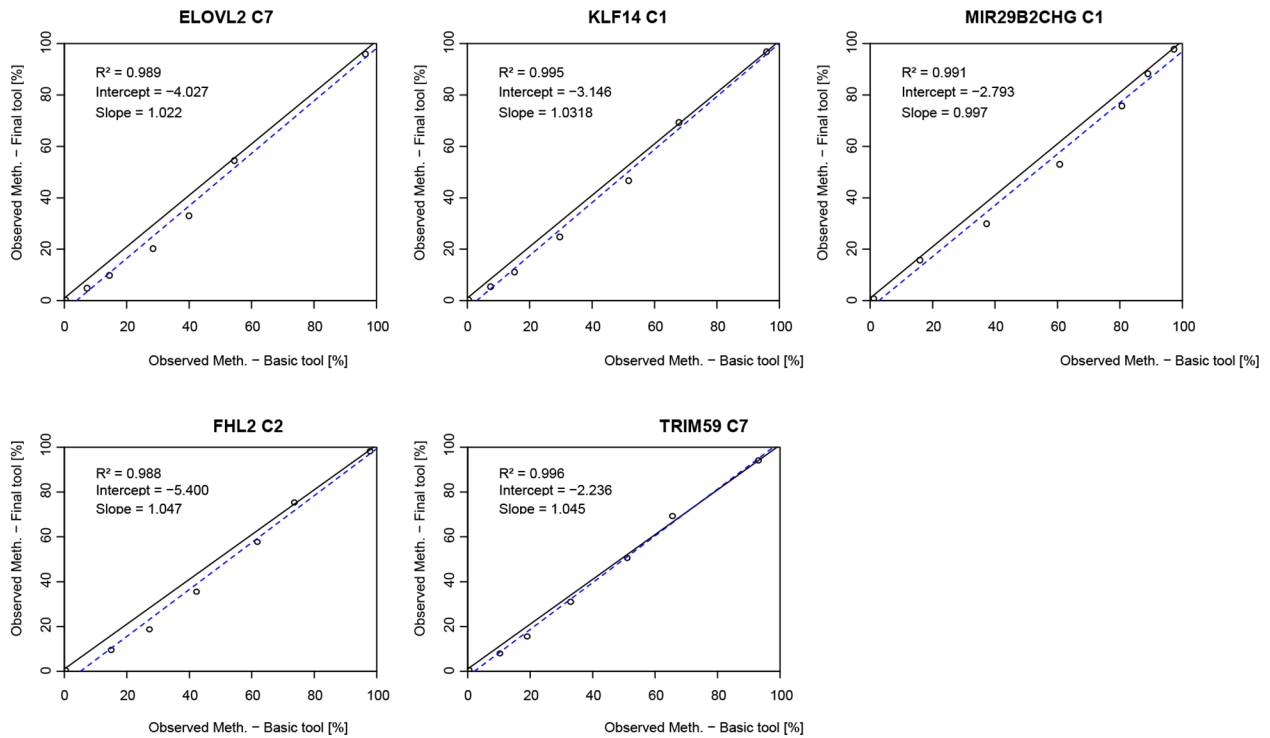 ELOVL2 C7
R² = 0.989
Intercept = −4.027
Slope = 1.022
Observed Meth. − Final tool [%]
0 20 40 60 80 100
0 20 40 60 80 100
Observed Meth. − Basic tool [%]
KLF14 C1
R² = 0.995
Intercept = −3.146
Slope = 1.0318
Observed Meth. − Final tool [%]
0 20 40 60 80 100
0 20 40 60 80 100
Observed Meth. − Basic tool [%]
MIR29B2CHG C1
R² = 0.991
Intercept = −2.793
Slope = 0.997
Observed Meth. − Final tool [%]
0 20 40 60 80 100
0 20 40 60 80 100
Observed Meth. − Basic tool [%]
FHL2 C2
R² = 0.988
Intercept = −5.400
Slope = 1.047
Observed Meth. − Final tool [%]
0 20 40 60 80 100
0 20 40 60 80 100
Observed Meth. − Basic tool [%]
TRIM59 C7
R² = 0.996
Intercept = −2.236
Slope = 1.045
Observed Meth. − Final tool [%]
0 20 40 60 80 100
0 20 40 60 80 100
Observed Meth. − Basic tool [%]